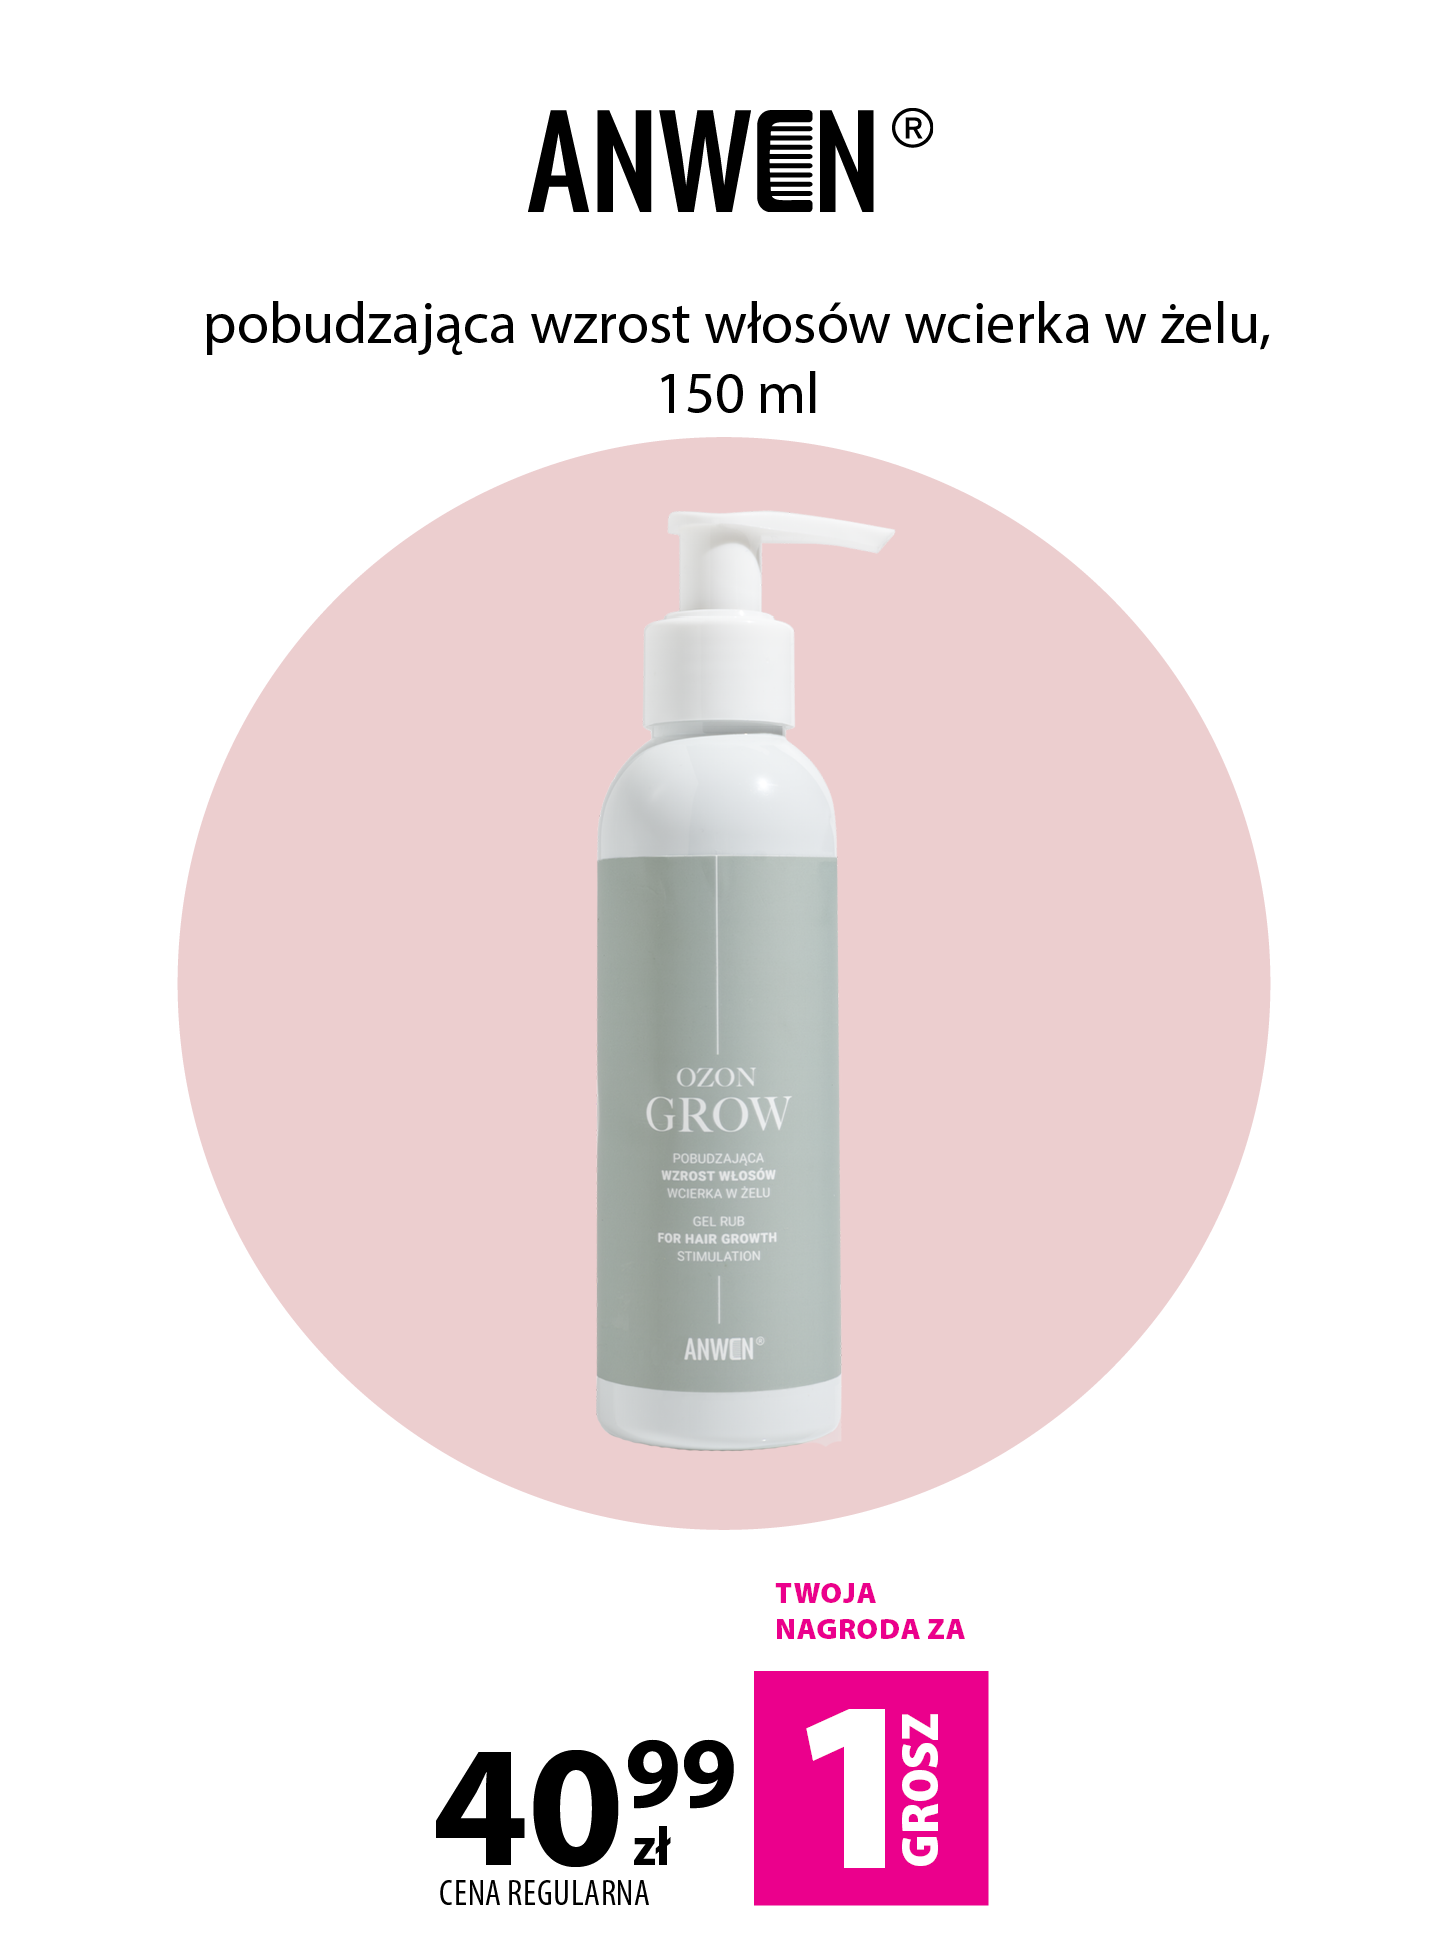 ANWEN®
pobudzająca wzrost włosów wcierka w żelu,
150 ml
OZON
GROW
POBUDZAJĄCA
WZROST WŁOSÓW
WCIERKA W ŻELU
GEL RUB
FOR HAIR GROWTH
STIMULATION
ANWEN®
TWOJA
NAGRODA ZA
40 99 zł
CENA REGULARNA
1 GROSZ